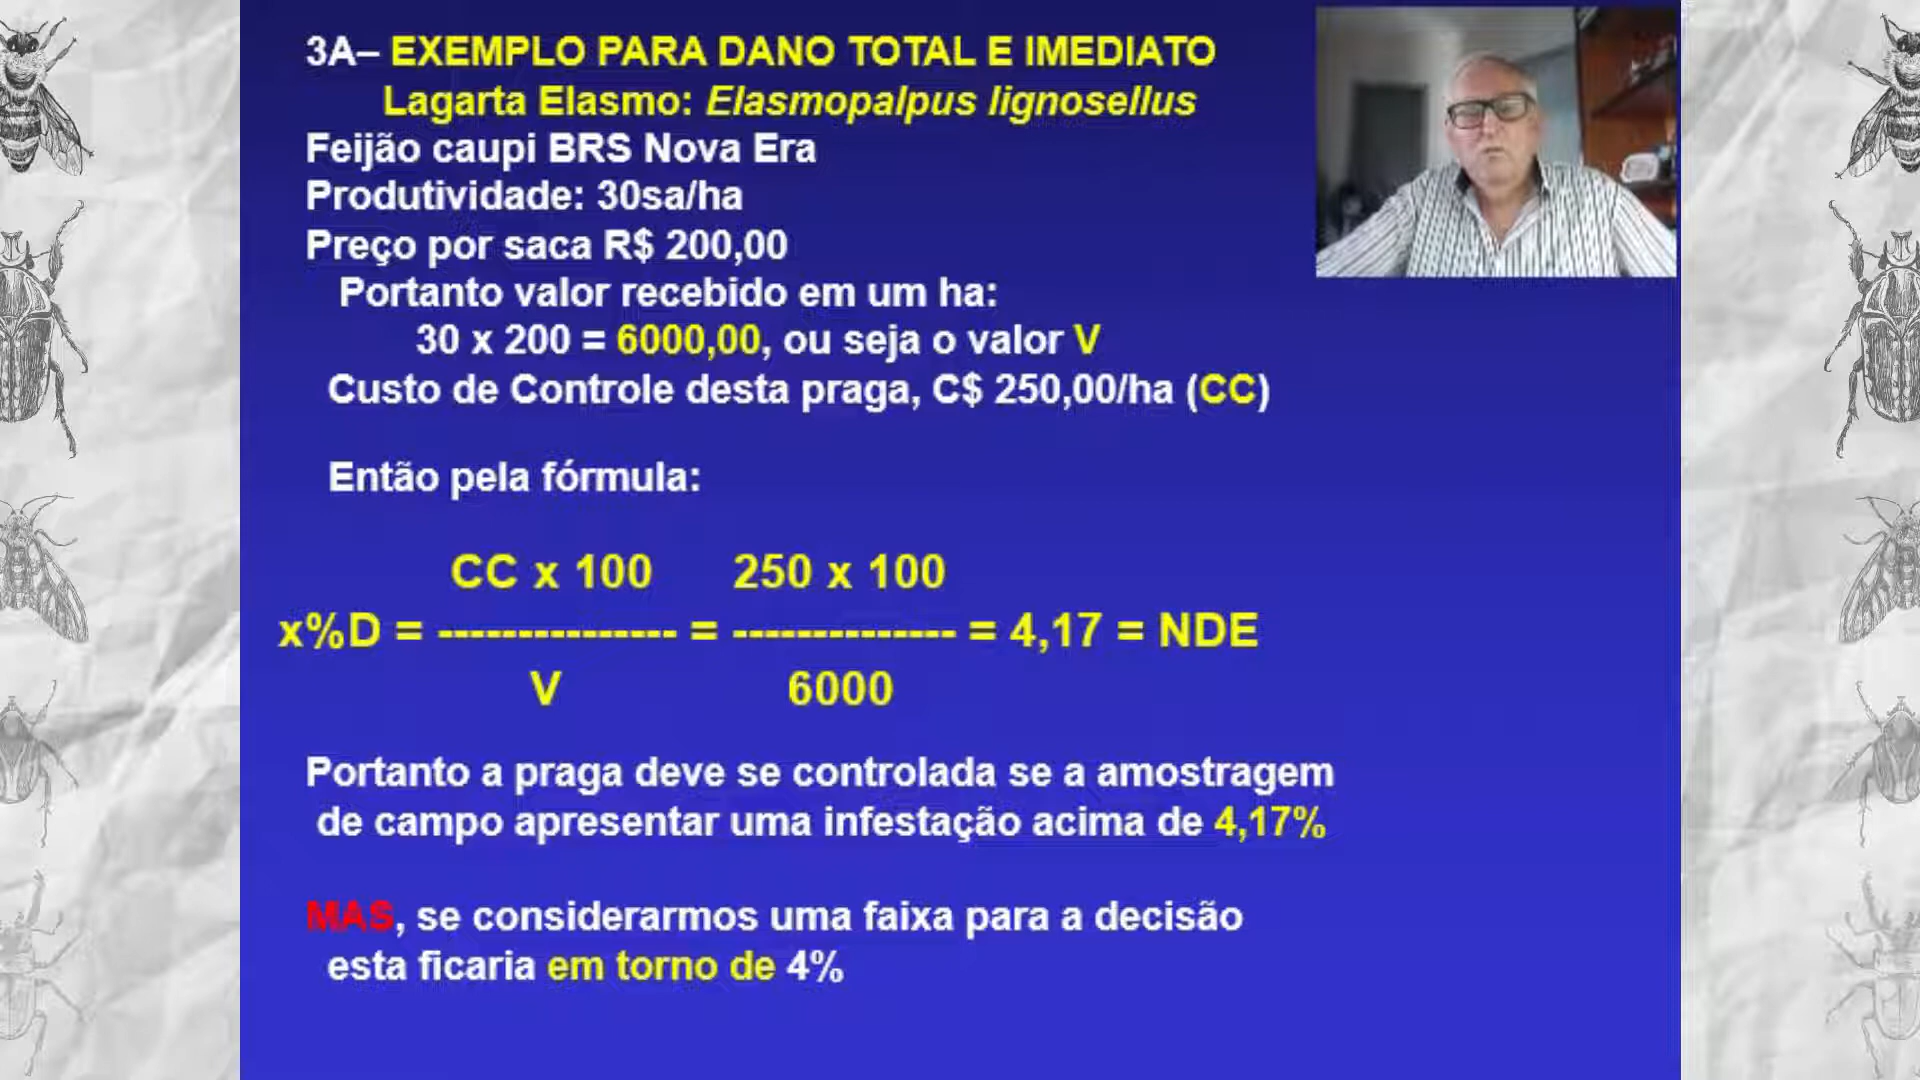 3A– EXEMPLO PARA DANO TOTAL E IMEDIATO
Lagarta Elasmo: Elasmopalpus lignosellus
Feijão caupi BRS Nova Era
Produtividade: 30sa/ha
Preço por saca R$ 200,00
Portanto valor recebido em um ha:
30 x 200 = 6000,00, ou seja o valor V
Custo de Controle desta praga, C$ 250,00/ha (CC)
Então pela fórmula:
CC x 100 250 x 100
x%D = --------------- = -------------- = 4,17 = NDE
V 6000
Portanto a praga deve se controlada se a amostragem
de campo apresentar uma infestação acima de 4,17%
MAS, se considerarmos uma faixa para a decisão
esta ficaria em torno de 4%